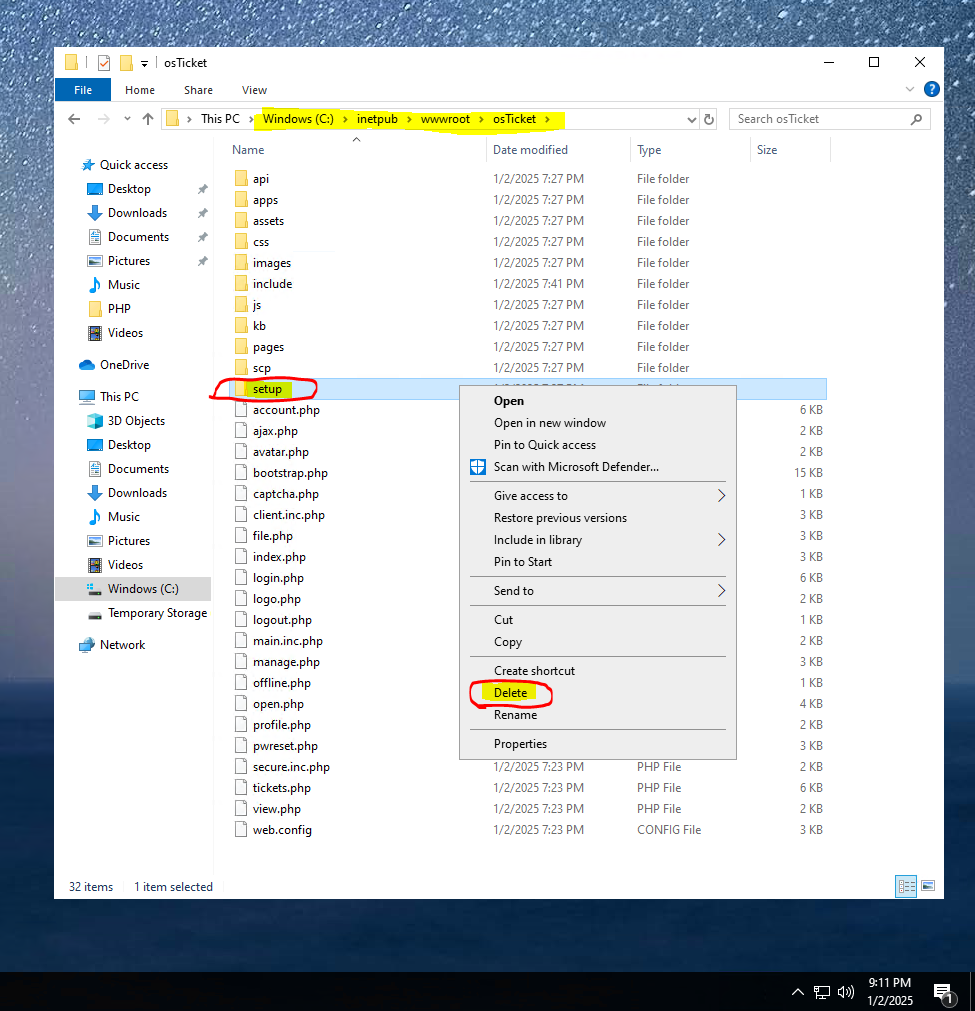 osTicket
File Home Share View
This PC Windows (C:) inetpub wwwroot osTicket Search osTicket
Name Date modified Type Size
Quick access
Desktop
Downloads
Documents
Pictures
Music
PHP
Videos
OneDrive
This PC
3D Objects
Desktop
Documents
Downloads
Music
Pictures
Videos
Windows (C:)
Temporary Storage
Network
api 1/2/2025 7:27 PM File folder
apps 1/2/2025 7:27 PM File folder
assets 1/2/2025 7:27 PM File folder
css 1/2/2025 7:27 PM File folder
images 1/2/2025 7:27 PM File folder
include 1/2/2025 7:41 PM File folder
js 1/2/2025 7:27 PM File folder
kb 1/2/2025 7:27 PM File folder
pages 1/2/2025 7:27 PM File folder
scp 1/2/2025 7:27 PM File folder
setup
account.php 6 KB
ajax.php 2 KB
avatar.php 2 KB
bootstrap.php 15 KB
captcha.php 1 KB
client.inc.php 3 KB
file.php 3 KB
index.php 3 KB
login.php 6 KB
logo.php 2 KB
logout.php 1 KB
main.inc.php 2 KB
manage.php 3 KB
offline.php 1 KB
open.php 4 KB
profile.php 2 KB
pwreset.php 3 KB
secure.inc.php 1/2/2025 7:23 PM PHP File 2 KB
tickets.php 1/2/2025 7:23 PM PHP File 6 KB
view.php 1/2/2025 7:23 PM PHP File 2 KB
web.config 1/2/2025 7:23 PM CONFIG File 3 KB
Open
Open in new window
Pin to Quick access
Scan with Microsoft Defender...
Give access to
Restore previous versions
Include in library
Pin to Start
Send to
Cut
Copy
Create shortcut
Delete
Rename
Properties
32 items 1 item selected
9:11 PM
1/2/2025
1